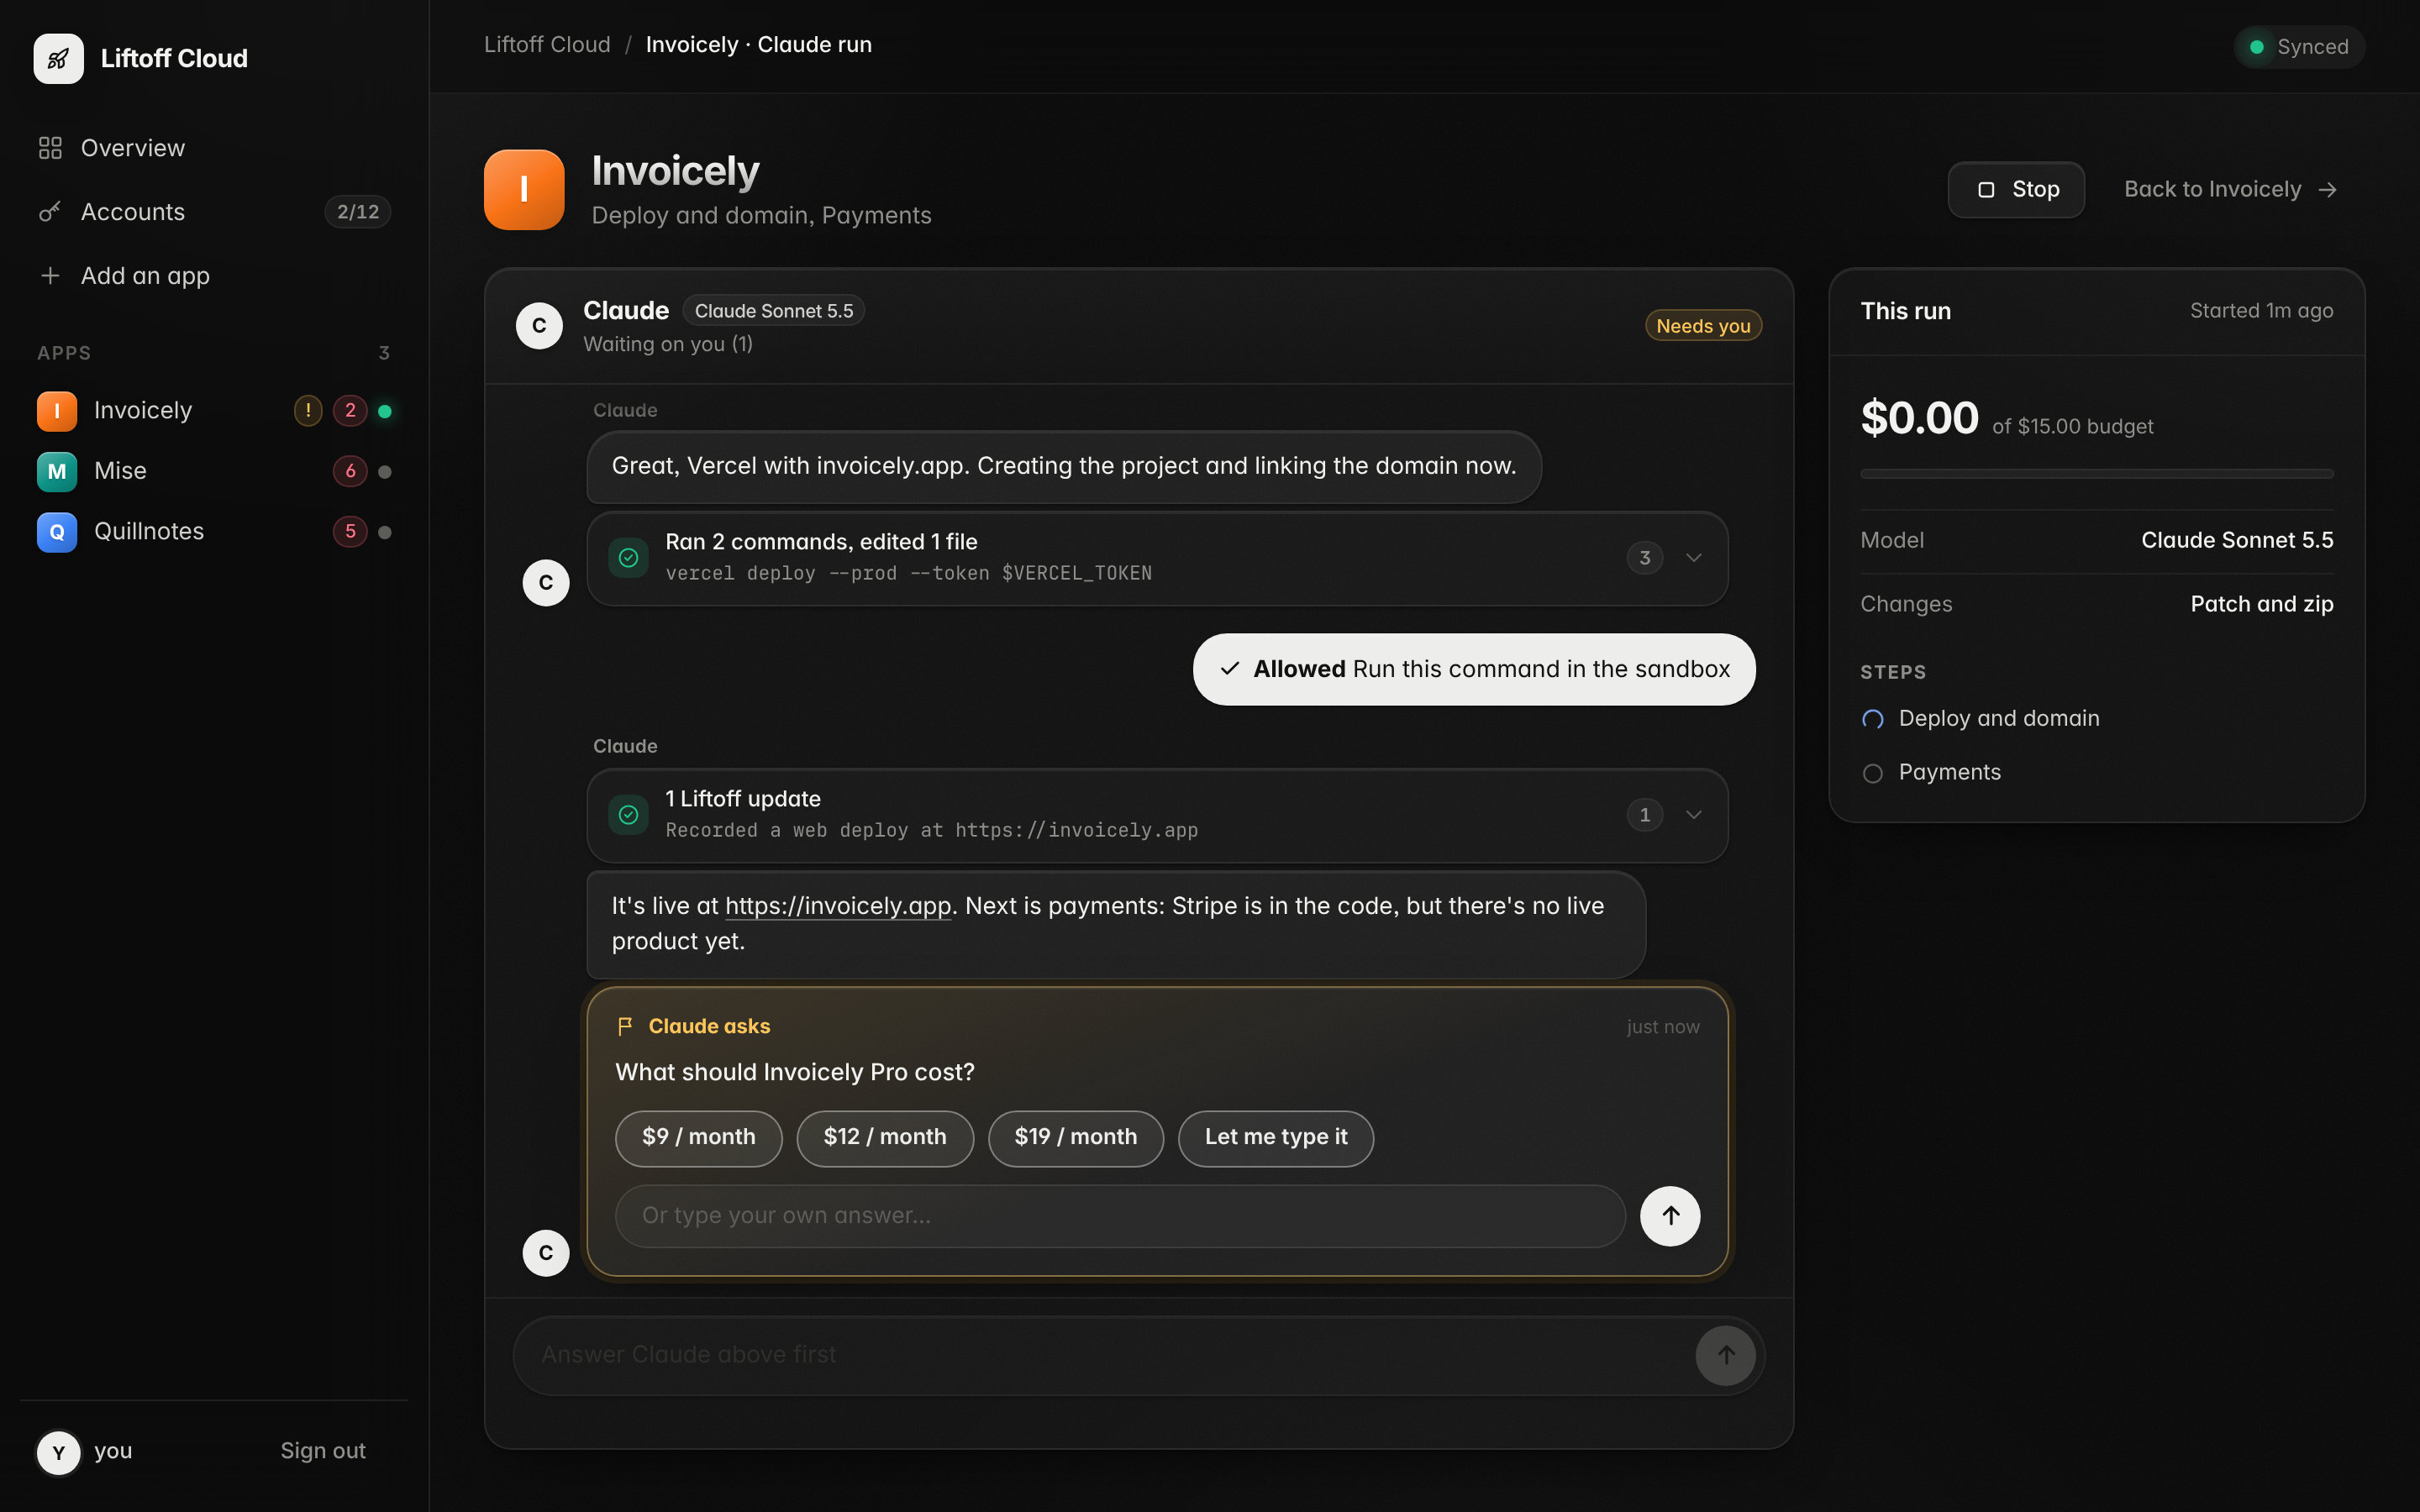 Liftoff Cloud
Overview
Accounts 2/12
Add an app
APPS 3
I Invoicely ! 2
M Mise 6
Q Quillnotes 5
Y you Sign out
Liftoff Cloud / Invoicely · Claude run
Synced
I
Invoicely
Deploy and domain, Payments
Stop
Back to Invoicely →
C
Claude Claude Sonnet 5.5
Waiting on you (1)
Needs you
Claude
Great, Vercel with invoicely.app. Creating the project and linking the domain now.
Ran 2 commands, edited 1 file
vercel deploy --prod --token $VERCEL_TOKEN
3
C
Allowed Run this command in the sandbox
Claude
1 Liftoff update
Recorded a web deploy at https://invoicely.app
1
It's live at https://invoicely.app. Next is payments: Stripe is in the code, but there's no live
product yet.
Claude asks just now
What should Invoicely Pro cost?
$9 / month $12 / month $19 / month Let me type it
Or type your own answer...
C
Answer Claude above first
This run Started 1m ago
$0.00 of $15.00 budget
Model Claude Sonnet 5.5
Changes Patch and zip
STEPS
Deploy and domain
Payments